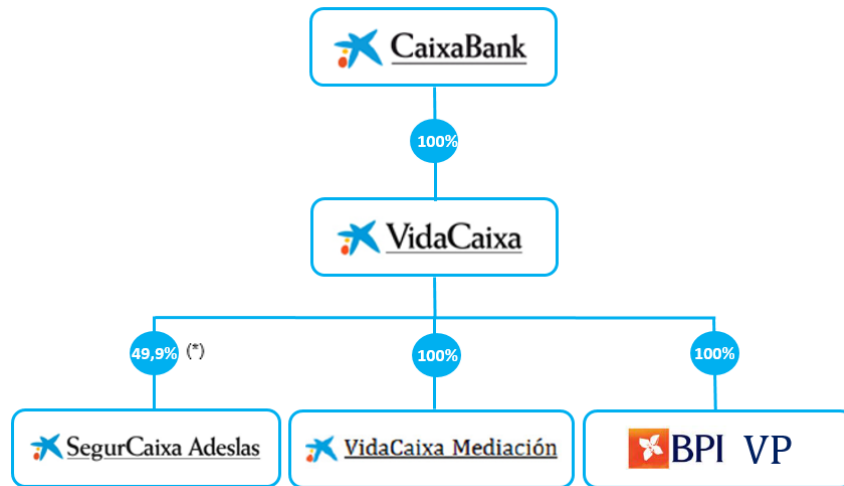 CaixaBank
100%
VidaCaixa
49,9% (*)
100%
100%
SegurCaixa Adeslas
VidaCaixa Mediación
BPI VP